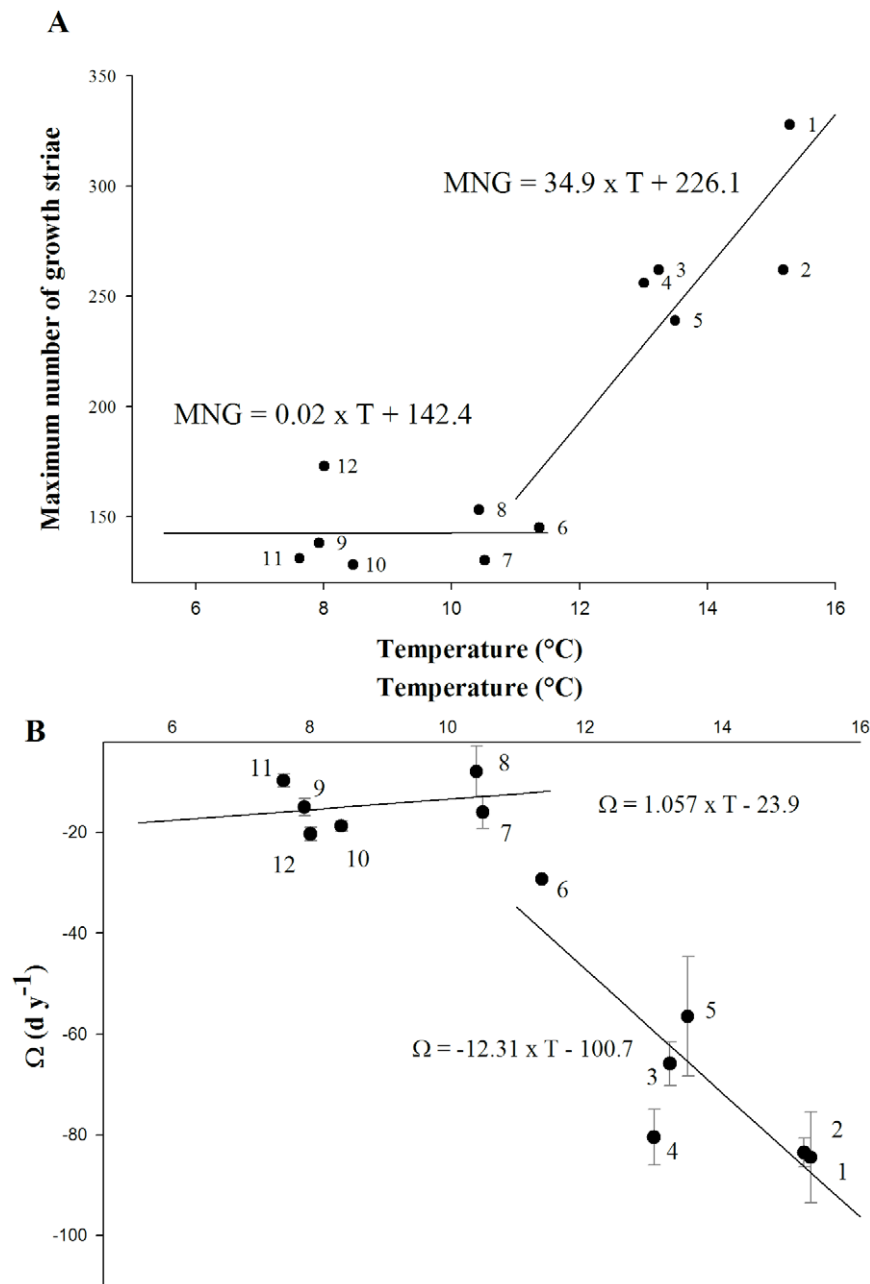 A
350
300
250
200
150
Maximum number of growth striae
MNG = 34.9 x T + 226.1
MNG = 0.02 x T + 142.4
1
2
3
4
5
12
8
6
9
11
10
7
6 8 10 12 14 16
Temperature (°C)
Temperature (°C)
B
6 8 10 12 14 16
-20
-40
-60
-80
-100
Ω (d y-1)
11
9
8
Ω = 1.057 x T - 23.9
7
12
10
6
5
Ω = -12.31 x T - 100.7
3
4
2
1